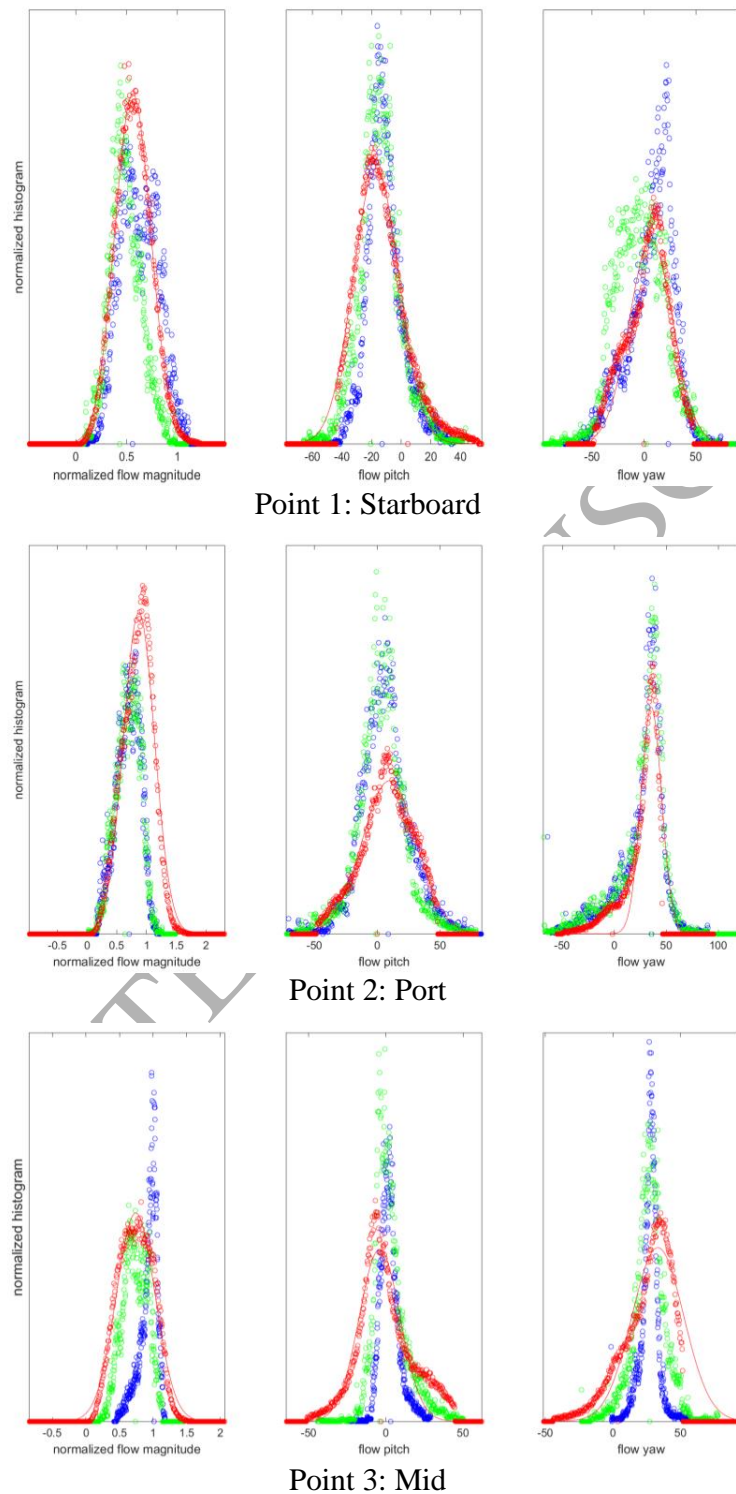 normalized histogram
0 0.5 1
normalized flow magnitude
-60 -40 -20 0 20 40
flow pitch
-50 0 50
flow yaw
Point 1: Starboard
normalized histogram
-0.5 0 0.5 1 1.5 2
normalized flow magnitude
-50 0 50
flow pitch
-50 0 50 100
flow yaw
Point 2: Port
normalized histogram
-0.5 0 0.5 1 1.5 2
normalized flow magnitude
-50 0 50
flow pitch
-50 0 50
flow yaw
Point 3: Mid